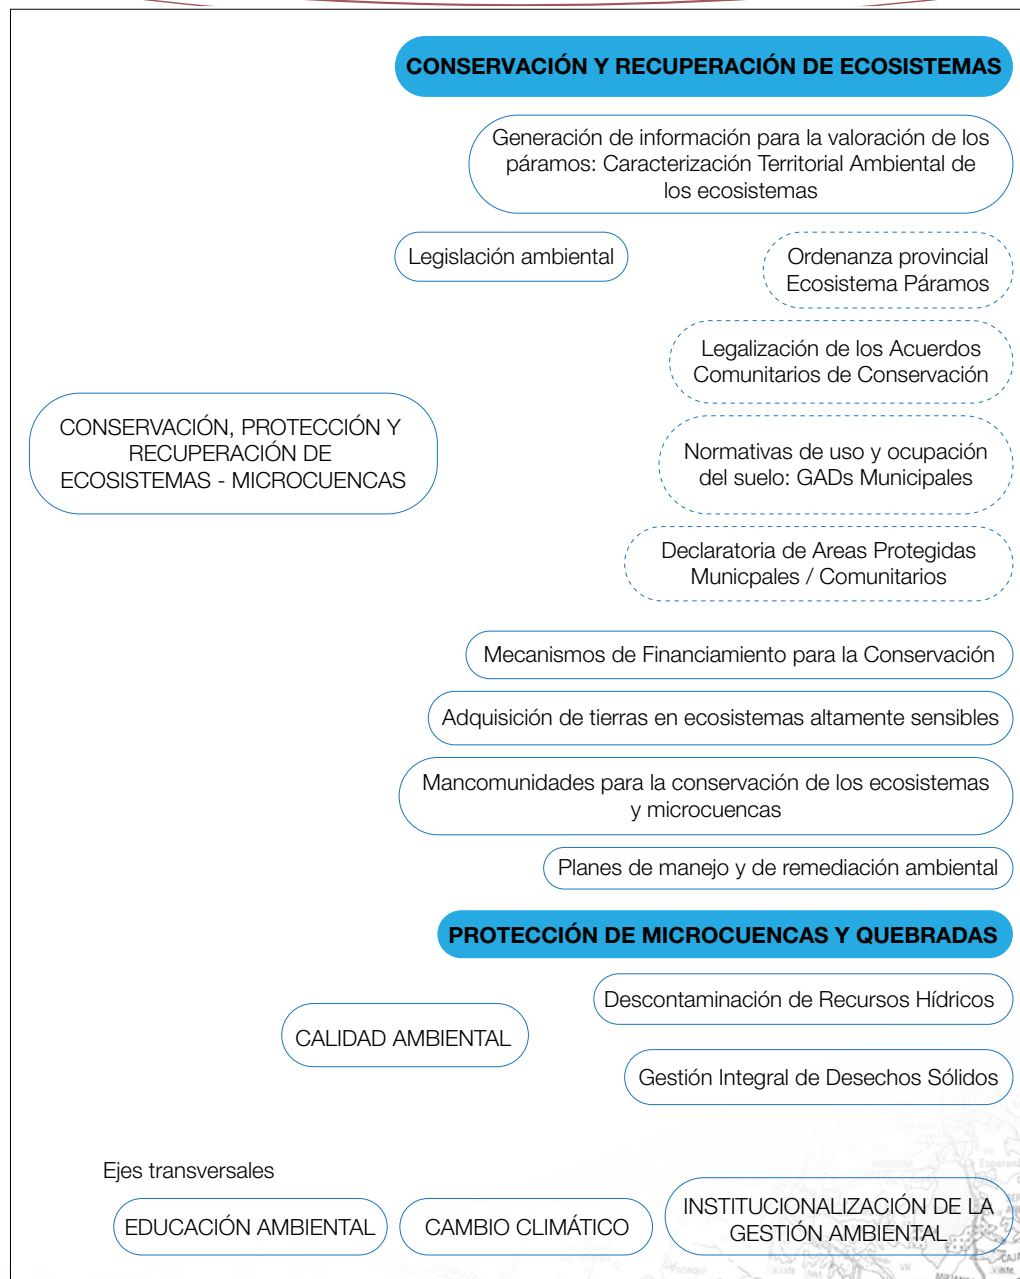 CONSERVACIÓN Y RECUPERACIÓN DE ECOSISTEMAS
Generación de información para la valoración de los
páramos: Caracterización Territorial Ambiental de
los ecosistemas
Legislación ambiental
Ordenanza provincial
Ecosistema Páramos
Legalización de los Acuerdos
Comunitarios de Conservación
CONSERVACIÓN, PROTECCIÓN Y
RECUPERACIÓN DE
ECOSISTEMAS - MICROCUENCAS
Normativas de uso y ocupación
del suelo: GADs Municipales
Declaratoria de Areas Protegidas
Municpales / Comunitarios
Mecanismos de Financiamiento para la Conservación
Adquisición de tierras en ecosistemas altamente sensibles
Mancomunidades para la conservación de los ecosistemas
y microcuencas
Planes de manejo y de remediación ambiental
PROTECCIÓN DE MICROCUENCAS Y QUEBRADAS
Descontaminación de Recursos Hídricos
CALIDAD AMBIENTAL
Gestión Integral de Desechos Sólidos
Ejes transversales
EDUCACIÓN AMBIENTAL
CAMBIO CLIMÁTICO
INSTITUCIONALIZACIÓN DE LA
GESTIÓN AMBIENTAL